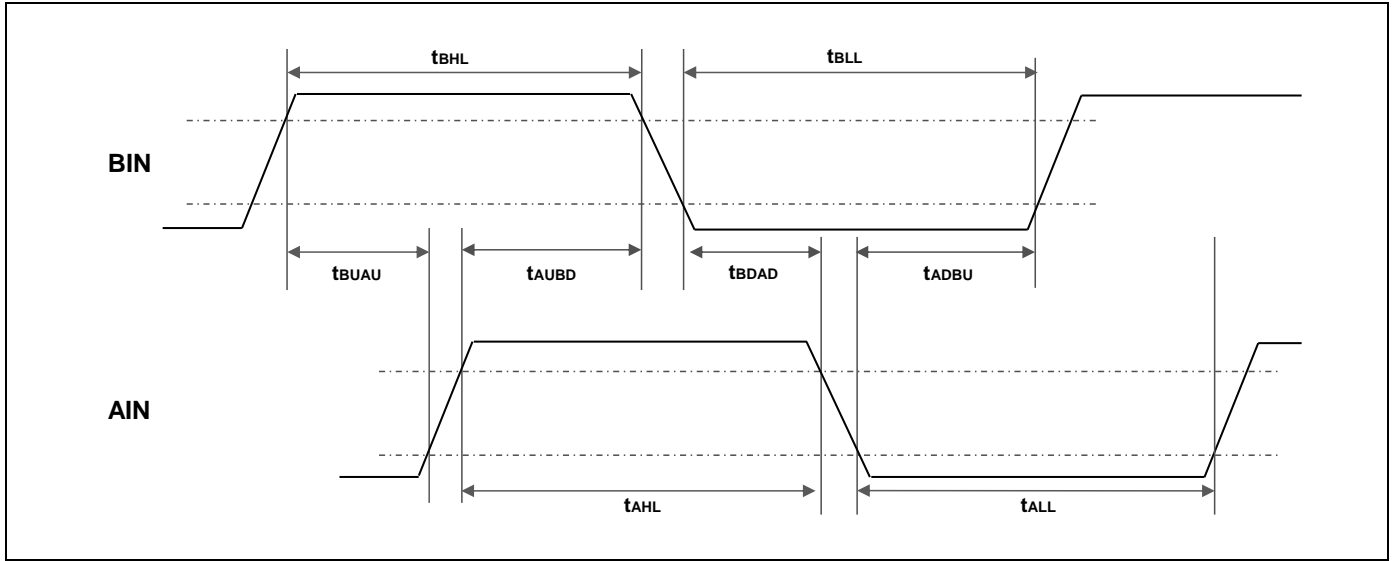 tBHL
tBLL
BIN
tBUAU
tAUBD
tBDAD
tADBU
AIN
tAHL
tALL